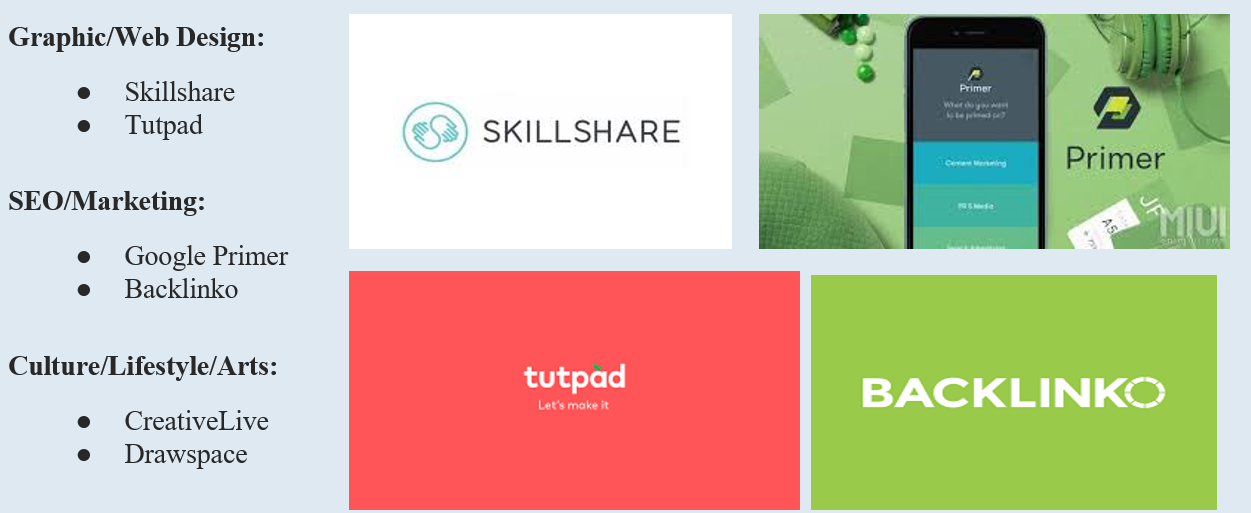 Graphic/Web Design:
● Skillshare
● Tutpad
SEO/Marketing:
● Google Primer
● Backlinko
Culture/Lifestyle/Arts:
● CreativeLive
● Drawspace
SKILLSHARE
Primer
What do you want
to be primed on?
Content Marketing
PR & Media
Primer
A5
MIUI
tutpad
Let's make it
BACKLINKO